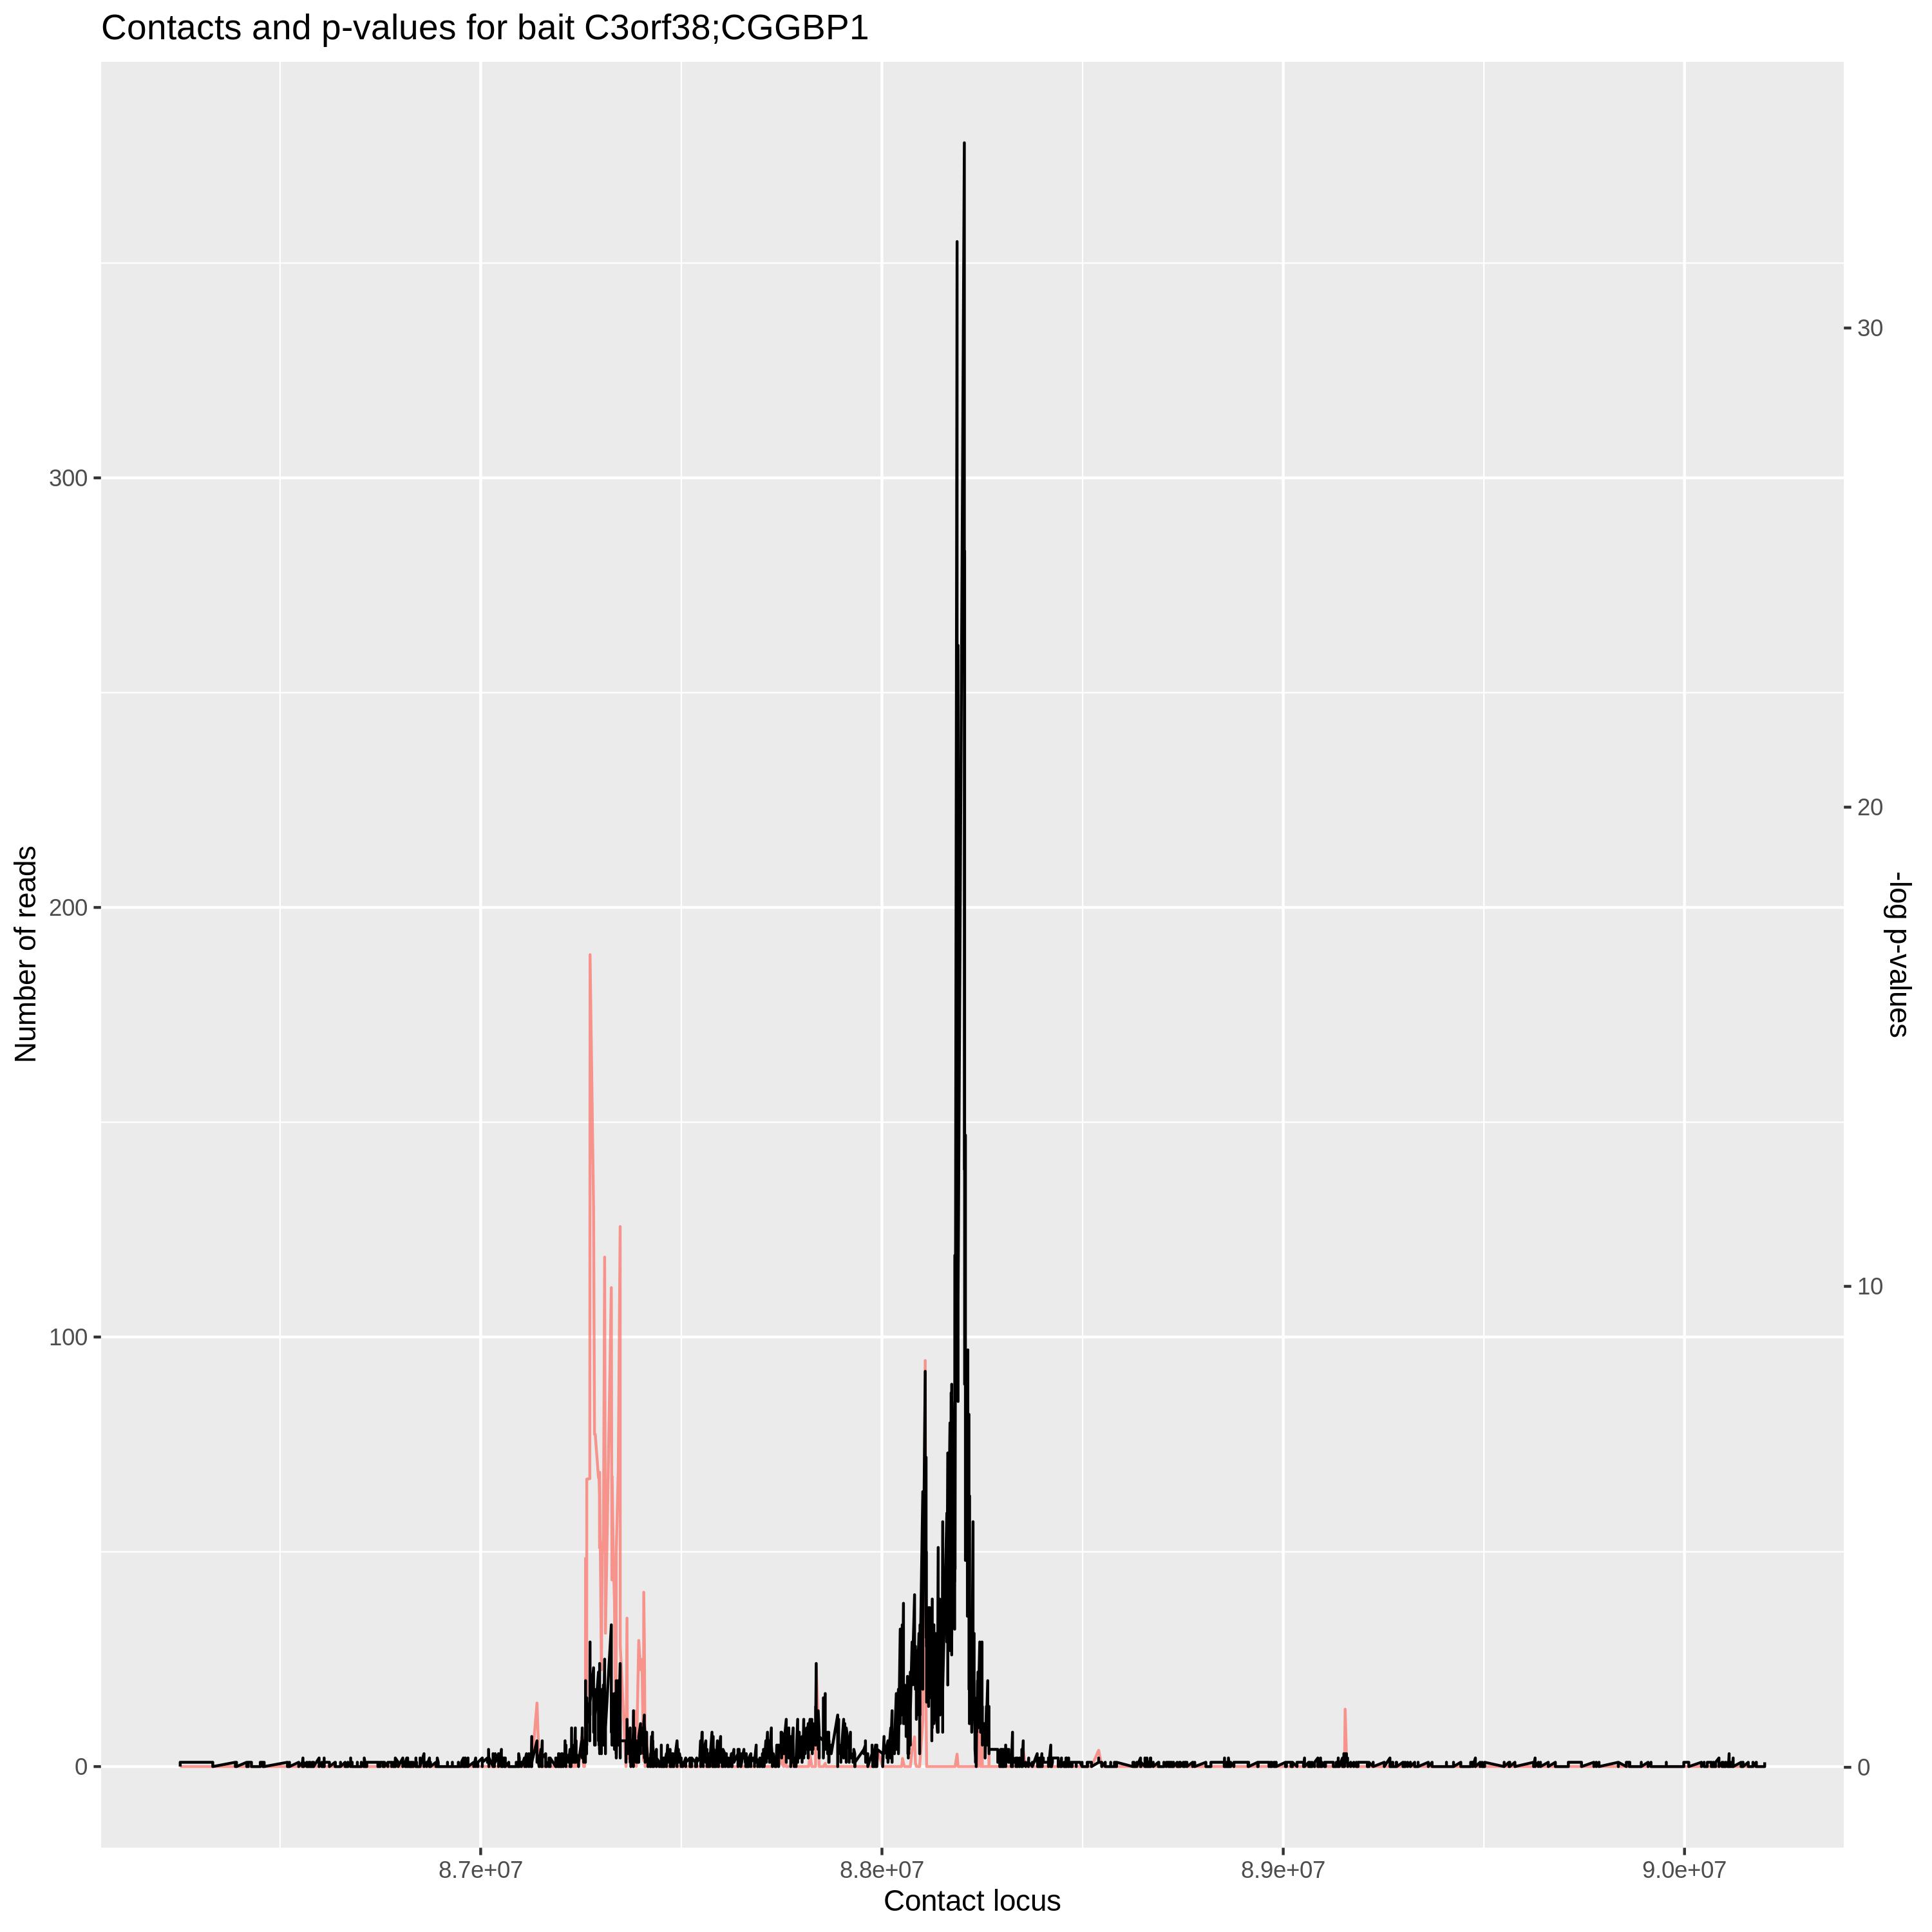 Contacts and p-values for bait C3orf38;CGGBP1
Number of reads
300
200
100
0
30
20
10
0
-log p-values
8.7e+07
8.8e+07
8.9e+07
9.0e+07
Contact locus